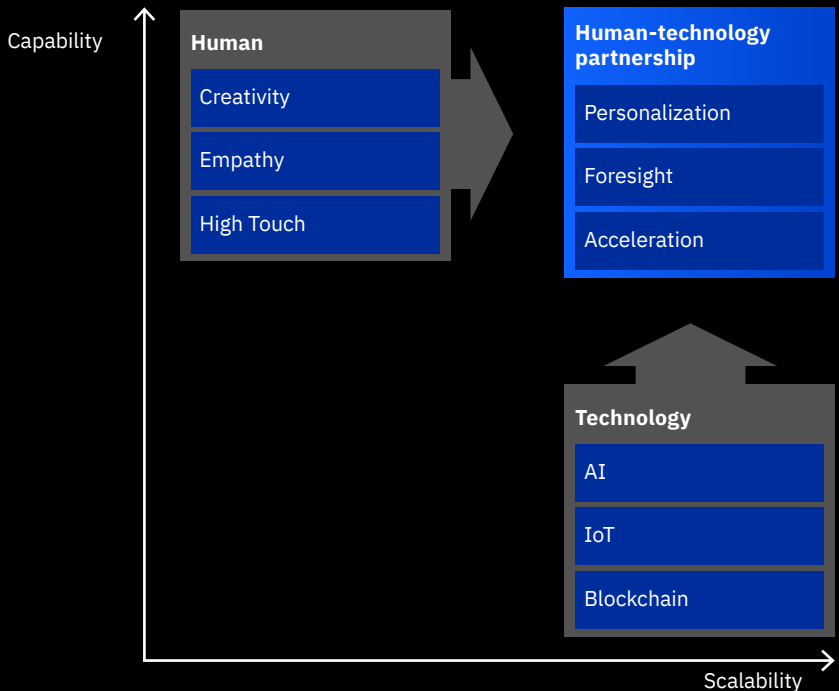 Capability
Human
Creativity
Empathy
High Touch
Human-technology
partnership
Personalization
Foresight
Acceleration
Technology
AI
IoT
Blockchain
Scalability